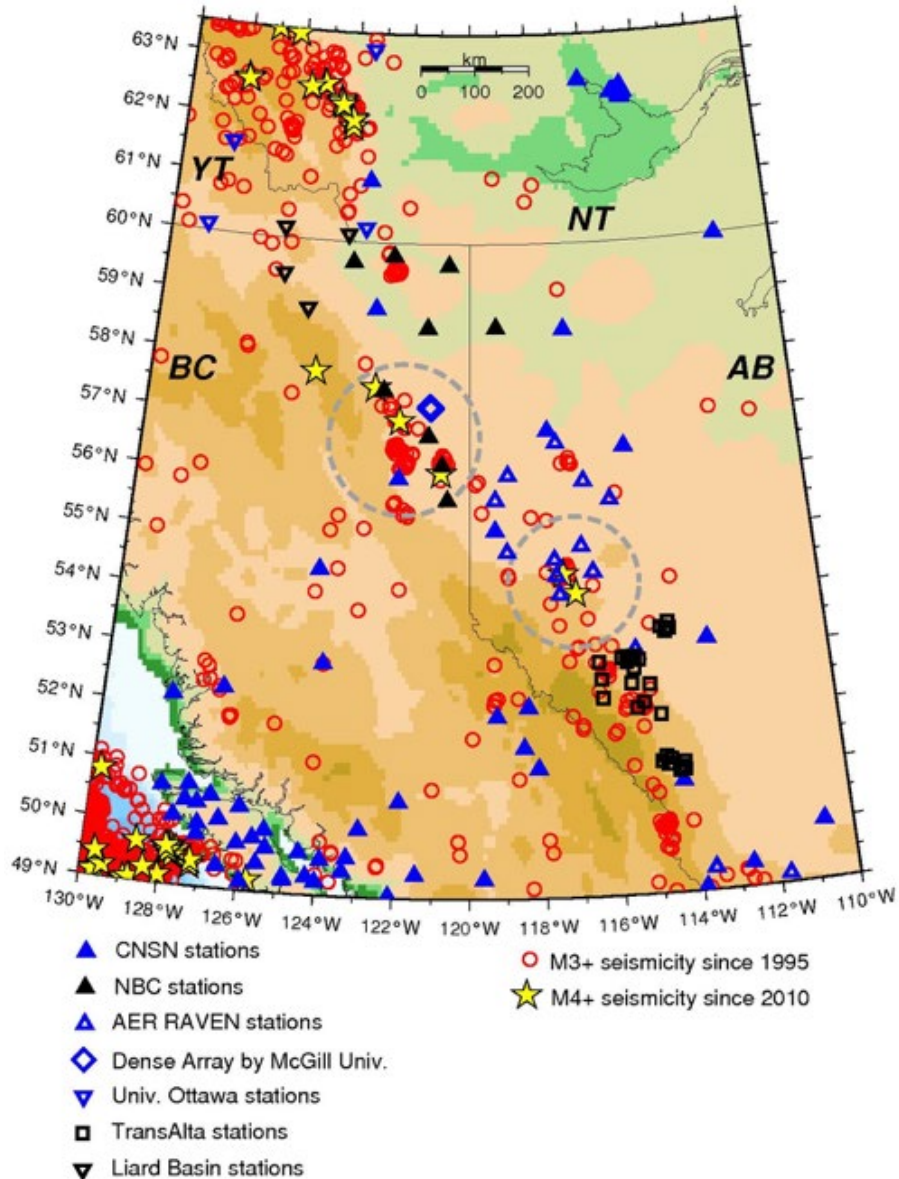 63°N
km
0 100 200
62°N
61°N
YT
60°N
NT
59°N
58°N
BC
AB
57°N
56°N
55°N
54°N
53°N
52°N
51°N
50°N
49°N
130°W 128°W 126°W 124°W 122°W 120°W 118°W 116°W 114°W 112°W 110°W
CNSN stations
M3+ seismicity since 1995
NBC stations
M4+ seismicity since 2010
AER RAVEN stations
Dense Array by McGill Univ.
Univ. Ottawa stations
TransAlta stations
Liard Basin stations